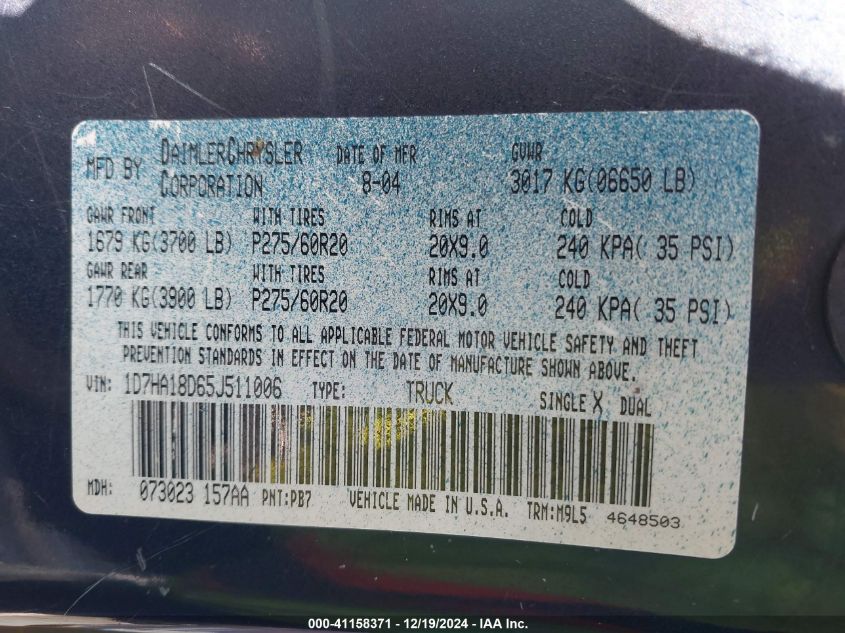 MFD BY DAIMLERCHRYSLER CORPORATION DATE OF MFR 8-04 GVWR 3017 KG(06650 LB)
GAWR FRONT WITH TIRES RIMS AT COLD
1679 KG(3700 LB) P275/60R20 20X9.0 240 KPA( 35 PSI)
GAWR REAR WITH TIRES RIMS AT COLD
1770 KG(3900 LB) P275/60R20 20X9.0 240 KPA( 35 PSI)
THIS VEHICLE CONFORMS TO ALL APPLICABLE FEDERAL MOTOR VEHICLE SAFETY AND THEFT
PREVENTION STANDARDS IN EFFECT ON THE DATE OF MANUFACTURE SHOWN ABOVE.
VIN: 1D7HA18D65J511006 TYPE: TRUCK SINGLE X DUAL
MDH: 073023 157AA PNT:PB7 VEHICLE MADE IN U.S.A. TRM:M9L5 4648503
000-41158371 • 12/19/2024 • IAA Inc.